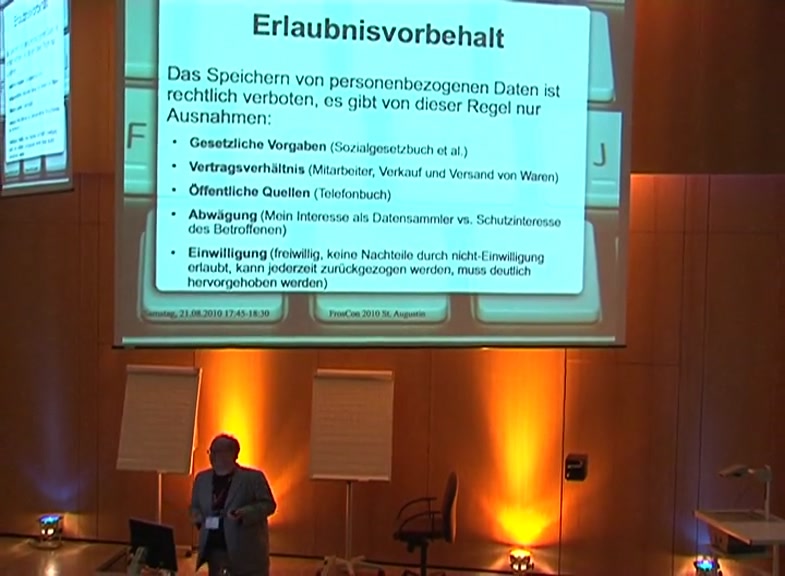 Erlaubnisvorbehalt
Das Speichern von personenbezogenen Daten ist
rechtlich verboten, es gibt von dieser Regel nur
Ausnahmen:
F
J
• Gesetzliche Vorgaben (Sozialgesetzbuch et al.)
• Vertragsverhältnis (Mitarbeiter, Verkauf und Versand von Waren)
• Öffentliche Quellen (Telefonbuch)
• Abwägung (Mein Interesse als Datensammler vs. Schutzinteresse
des Betroffenen)
• Einwilligung (freiwillig, keine Nachteile durch nicht-Einwilligung
erlaubt, kann jederzeit zurückgezogen werden, muss deutlich
hervorgehoben werden)
Samstag, 21.08.2010 17:45-18:30
FrosCon 2010 St. Augustin